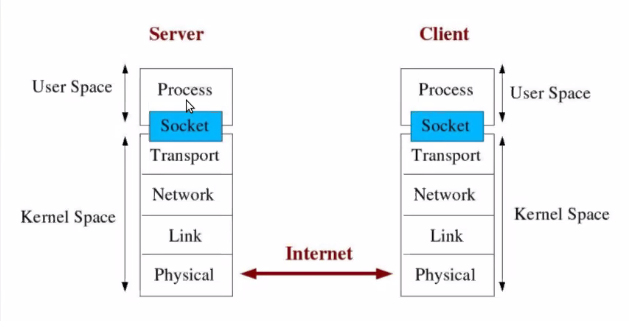 Server
Client
User Space
Process
Process
User Space
Socket
Socket
Transport
Transport
Kernel Space
Network
Network
Kernel Space
Link
Link
Internet
Physical
Physical